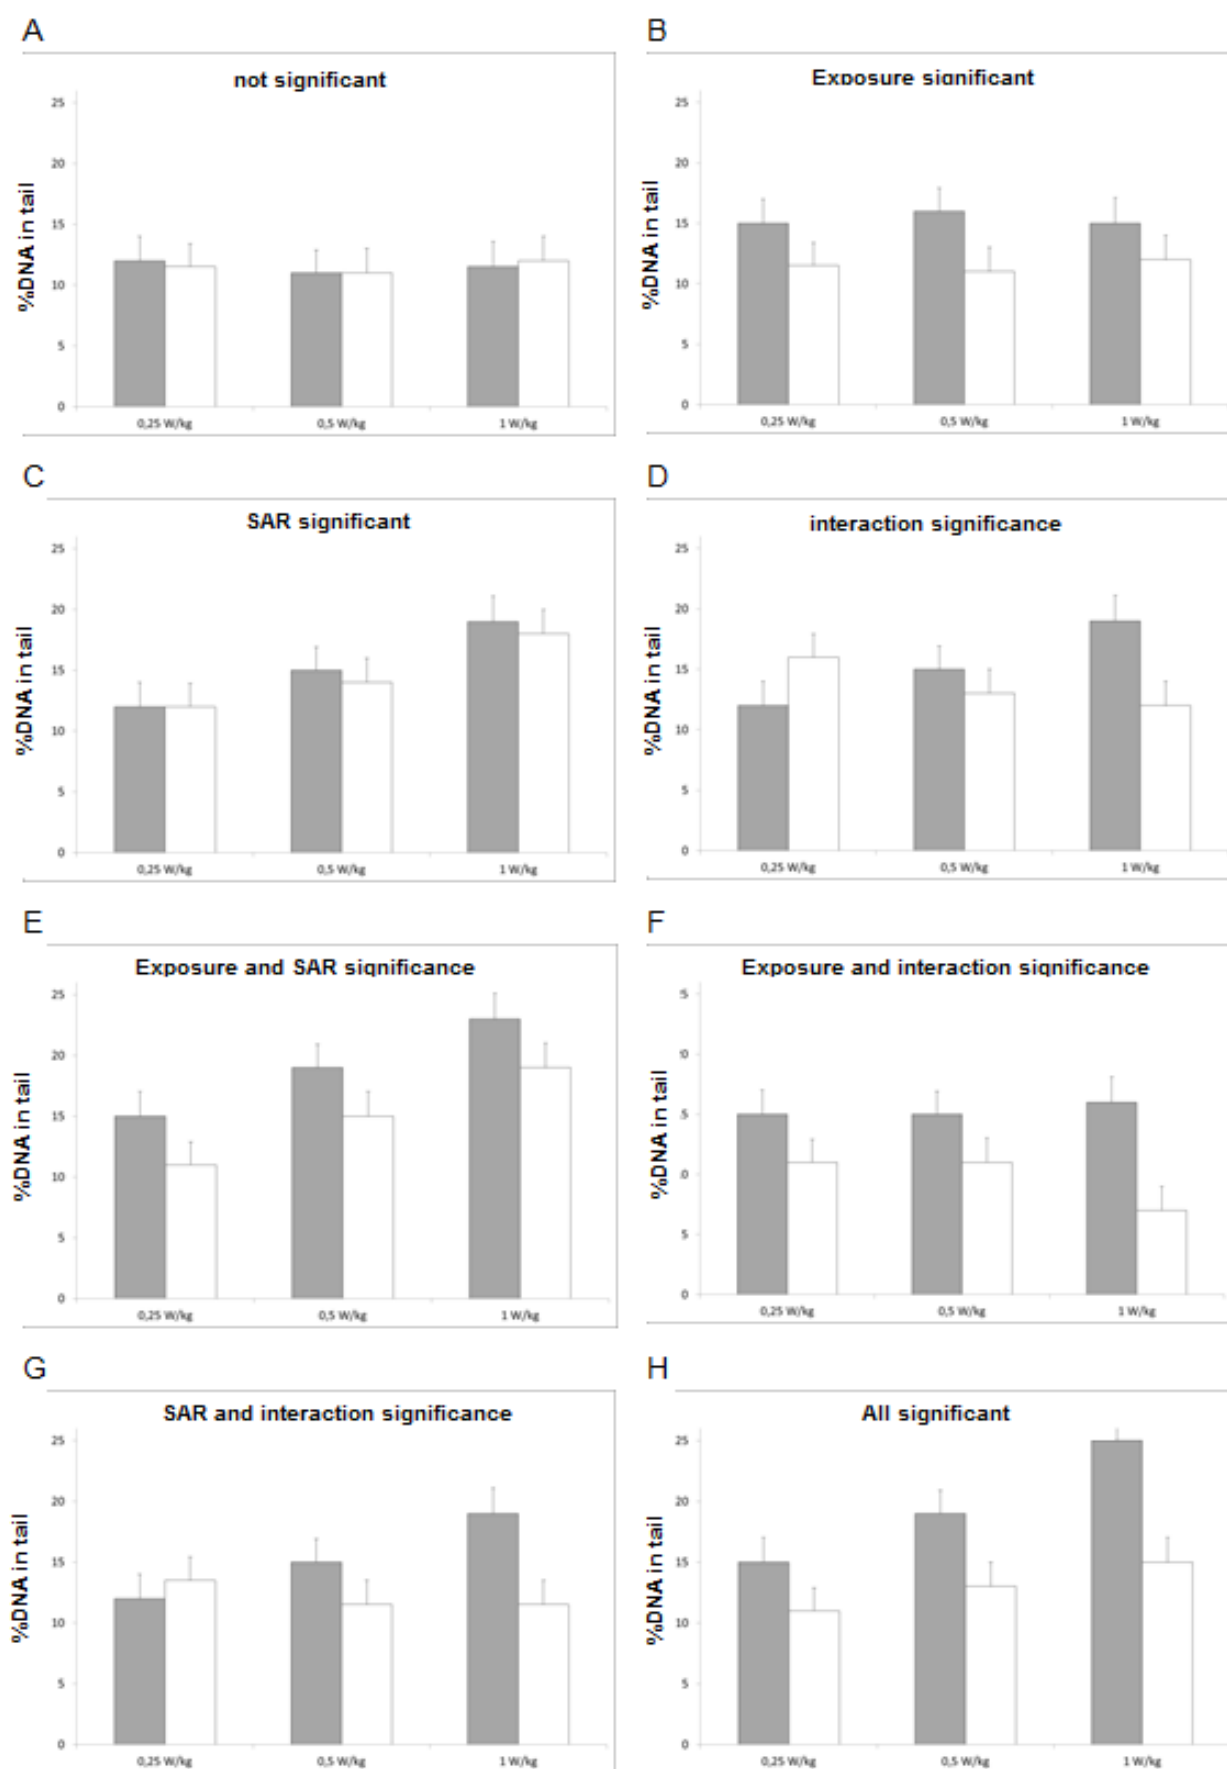 A
not significant
%DNA in tail
25
20
15
10
5
0
0,25 W/kg
0,5 W/kg
1 W/kg
B
Exposure significant
%DNA in tail
25
20
15
10
5
0
0,25 W/kg
0,5 W/kg
1 W/kg
C
SAR significant
%DNA in tail
25
20
15
10
5
0
0,25 W/kg
0,5 W/kg
1 W/kg
D
interaction significance
%DNA in tail
25
20
15
10
5
0
0,25 W/kg
0,5 W/kg
1 W/kg
E
Exposure and SAR significance
%DNA in tail
25
20
15
10
5
0
0,25 W/kg
0,5 W/kg
1 W/kg
F
Exposure and interaction significance
%DNA in tail
5
0
0,25 W/kg
0,5 W/kg
1 W/kg
G
SAR and interaction significance
%DNA in tail
25
20
15
10
5
0
0,25 W/kg
0,5 W/kg
1 W/kg
H
All significant
%DNA in tail
25
20
15
10
5
0
0,25 W/kg
0,5 W/kg
1 W/kg